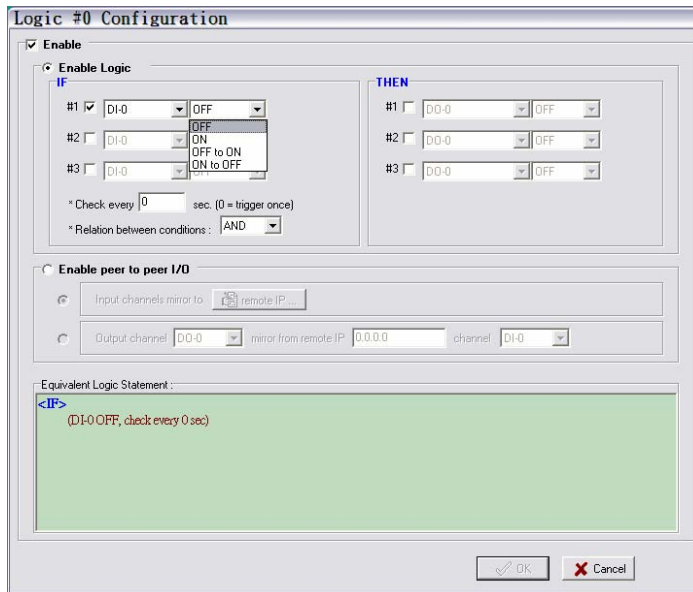 Logic #0 Configuration
Enable
Enable Logic
IF
#1 DI-0 OFF
OFF
ON
OFF to ON
ON to OFF
#2 DI-0
#3 DI-0
* Check every 0 sec. (0 = trigger once)
* Relation between conditions : AND
THEN
#1 DO-0 OFF
#2 DO-0 OFF
#3 DO-0 OFF
Enable peer to peer I/O
Input channels mirror to remote IP ...
Output channel DO-0 mirror from remote IP 0.0.0.0 channel DI-0
Equivalent Logic Statement :
<IF>
(DI-0 OFF, check every 0 sec)
OK Cancel